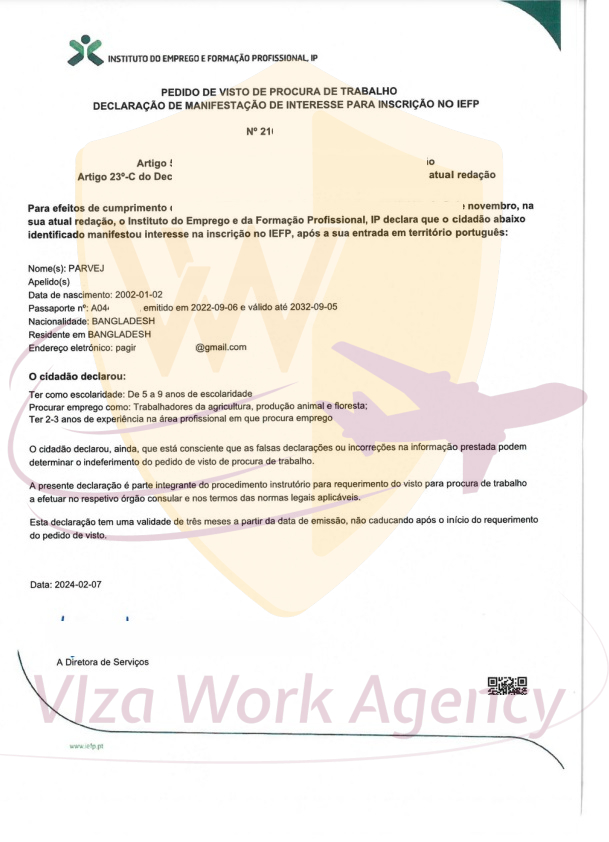 INSTITUTO DO EMPREGO E FORMAÇÃO PROFISSIONAL, IP
PEDIDO DE VISTO DE PROCURA DE TRABALHO
DECLARAÇÃO DE MANIFESTAÇÃO DE INTERESSE PARA INSCRIÇÃO NO IEFP
Nº 21
Artigo
Artigo 23º-C do atual redação
Para efeitos de cumprimento novembro, na
sua atual redação, o Instituto do Emprego e da Formação Profissional, IP declara que o cidadão abaixo
identificado manifestou interesse na inscrição no IEFP, após a sua entrada em território português:
Nome(s): PARVEJ
Apelido(s)
Data de nascimento: 2002-01-02
Passaporte nº: A04 emitido em 2022-09-06 e válido até 2032-09-05
Nacionalidade: BANGLADESH
Residente em BANGLADESH
Endereço eletrónico: pagir @gmail.com
O cidadão declarou:
Ter como escolaridade: De 5 a 9 anos de escolaridade
Procurar emprego como: Trabalhadores da agricultura, produção animal e floresta;
Ter 2-3 anos de experiência na área profissional em que procura emprego
O cidadão declarou, ainda, que está consciente que as falsas declarações ou incorreções na informação prestada podem
determinar o indeferimento do pedido de visto de procura de trabalho.
A presente declaração é parte integrante do procedimento instrutório para requerimento do visto para procura de trabalho
a efetuar no respetivo órgão consular e nos termos das normas legais aplicáveis.
Esta declaração tem uma validade de três meses a partir da data de emissão, não caducando após o início do requerimento
do pedido de visto.
Data: 2024-02-07
A Diretora de Serviços
VIza Work Agency
www.iefp.pt